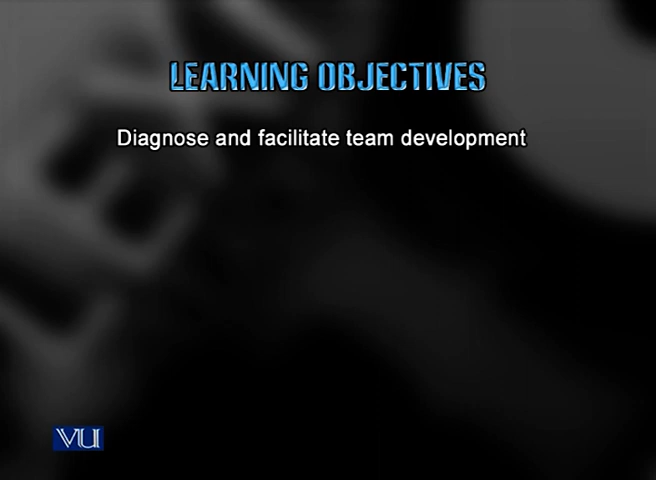 LEARNING OBJECTIVES
Diagnose and facilitate team development
VU